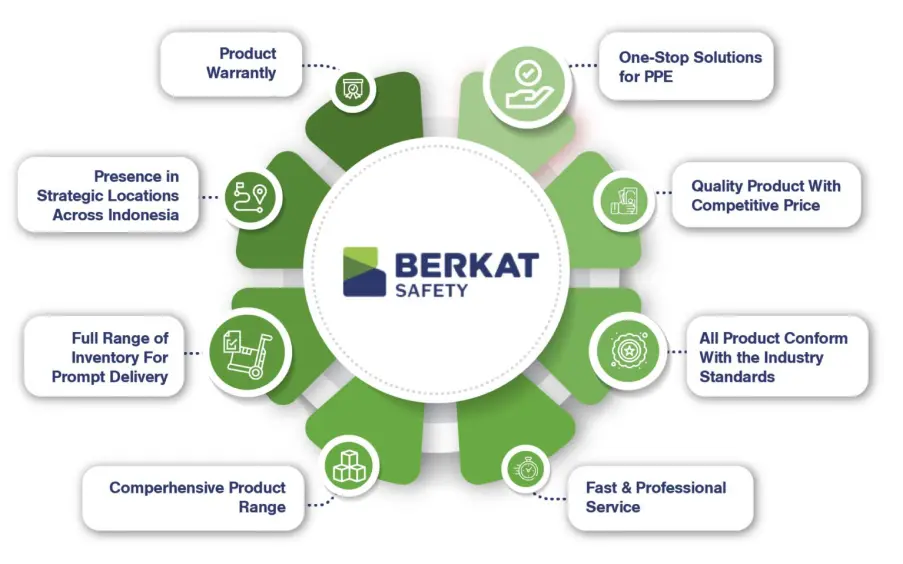 Product
Warrantly
One-Stop Solutions
for PPE
Presence in
Strategic Locations
Across Indonesia
Quality Product With
Competitive Price
BERKAT
SAFETY
Full Range of
Inventory For
Prompt Delivery
All Product Conform
With the Industry
Standards
Comperhensive Product
Range
Fast & Professional
Service